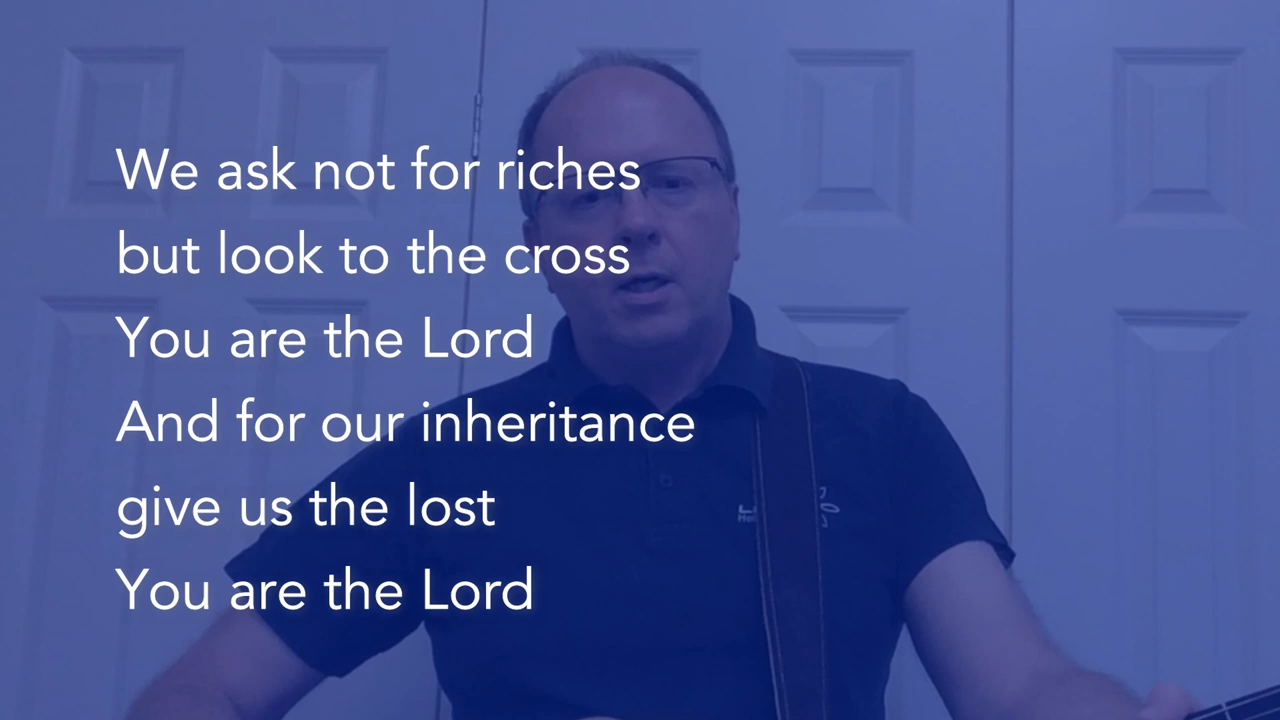 We ask not for riches
but look to the cross
You are the Lord
And for our inheritance
give us the lost
You are the Lord